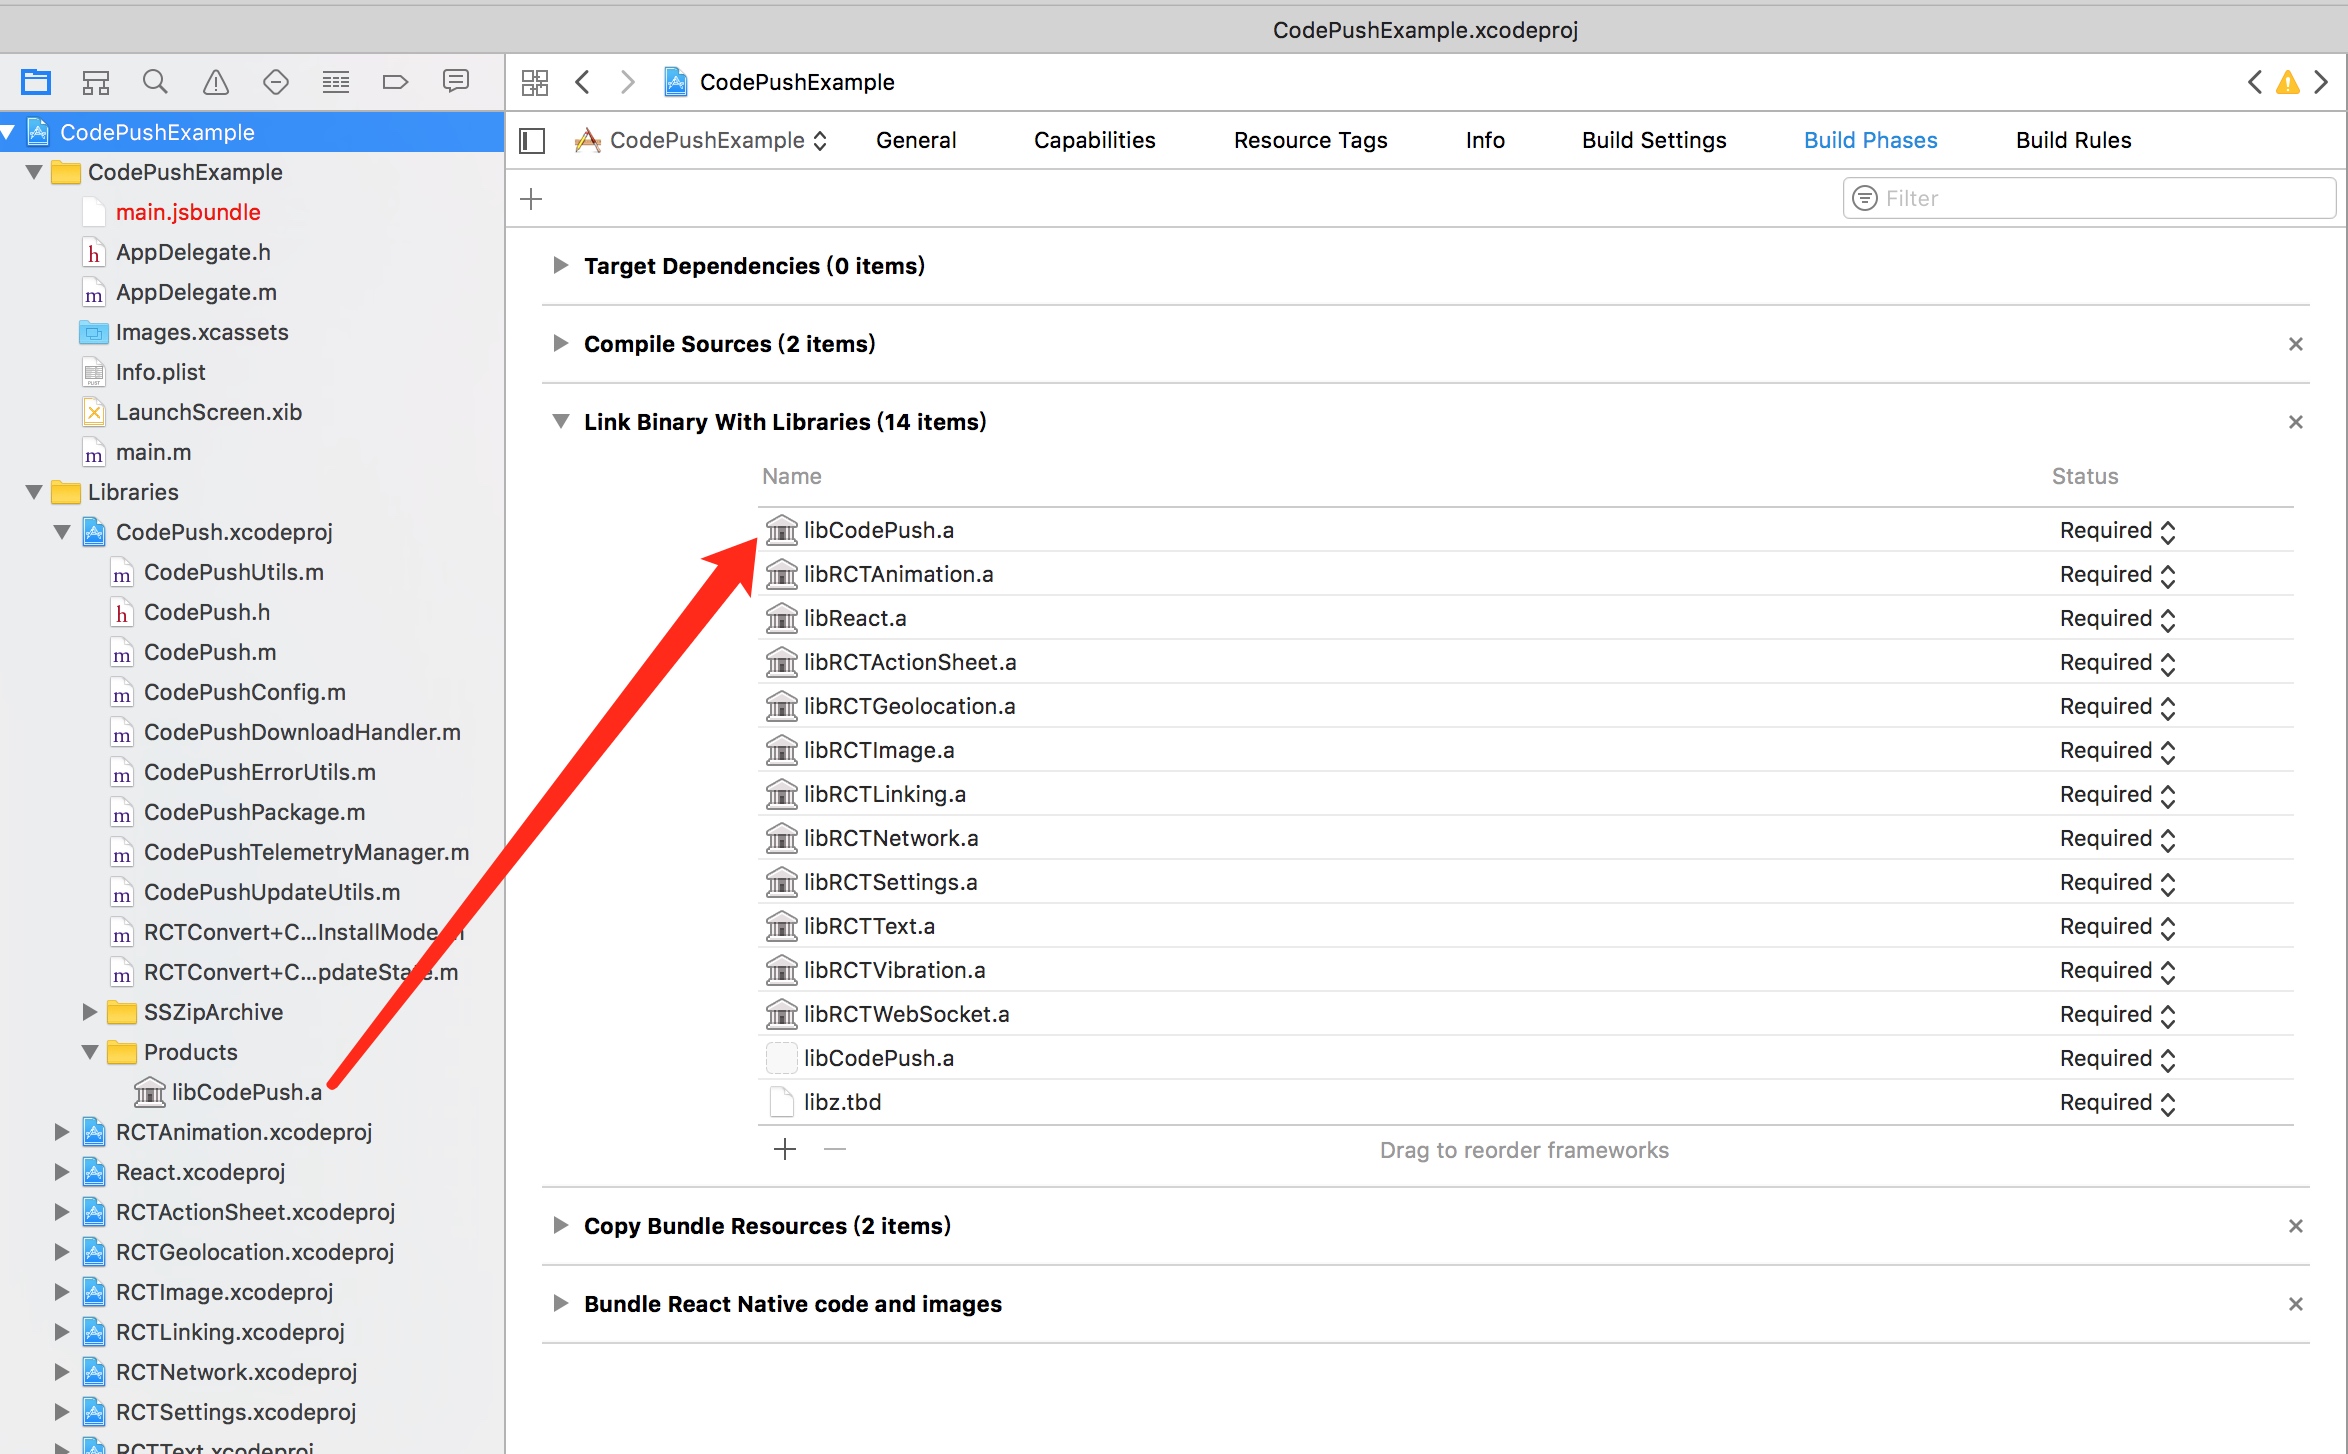 CodePushExample.xcodeproj
CodePushExample
CodePushExample
General
Capabilities
Resource Tags
Info
Build Settings
Build Phases
Build Rules
Filter
CodePushExample
CodePushExample
main.jsbundle
AppDelegate.h
AppDelegate.m
Images.xcassets
Info.plist
LaunchScreen.xib
main.m
Libraries
CodePush.xcodeproj
CodePushUtils.m
CodePush.h
CodePush.m
CodePushConfig.m
CodePushDownloadHandler.m
CodePushErrorUtils.m
CodePushPackage.m
CodePushTelemetryManager.m
CodePushUpdateUtils.m
RCTConvert+C...InstallMode.m
RCTConvert+C...pdateState.m
SSZipArchive
Products
libCodePush.a
RCTAnimation.xcodeproj
React.xcodeproj
RCTActionSheet.xcodeproj
RCTGeolocation.xcodeproj
RCTImage.xcodeproj
RCTLinking.xcodeproj
RCTNetwork.xcodeproj
RCTSettings.xcodeproj
RCTText.xcodeproj
Target Dependencies (0 items)
Compile Sources (2 items)
Link Binary With Libraries (14 items)
Name Status
libCodePush.a Required
libRCTAnimation.a Required
libReact.a Required
libRCTActionSheet.a Required
libRCTGeolocation.a Required
libRCTImage.a Required
libRCTLinking.a Required
libRCTNetwork.a Required
libRCTSettings.a Required
libRCTText.a Required
libRCTVibration.a Required
libRCTWebSocket.a Required
libCodePush.a Required
libz.tbd Required
Drag to reorder frameworks
Copy Bundle Resources (2 items)
Bundle React Native code and images